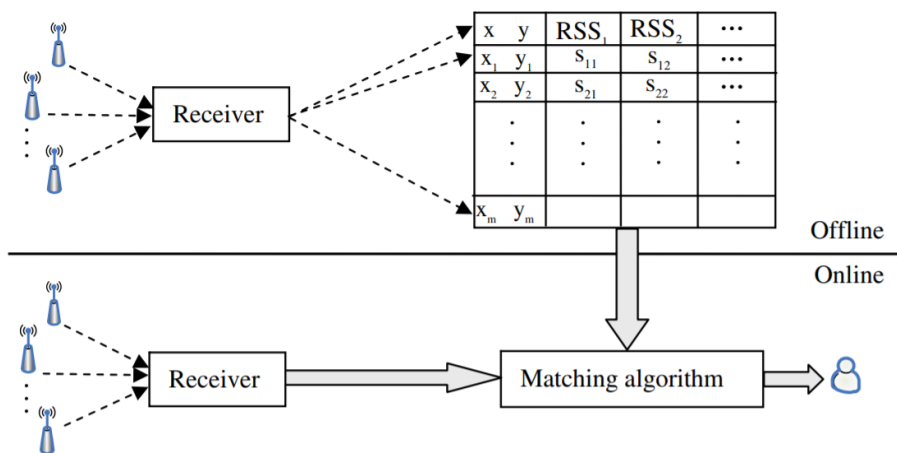 x y RSS₁ RSS₂ ...
x₁ y₁ s₁₁ s₁₂ ...
x₂ y₂ s₂₁ s₂₂ ...
Receiver
xₘ yₘ
Offline
Online
Receiver
Matching algorithm